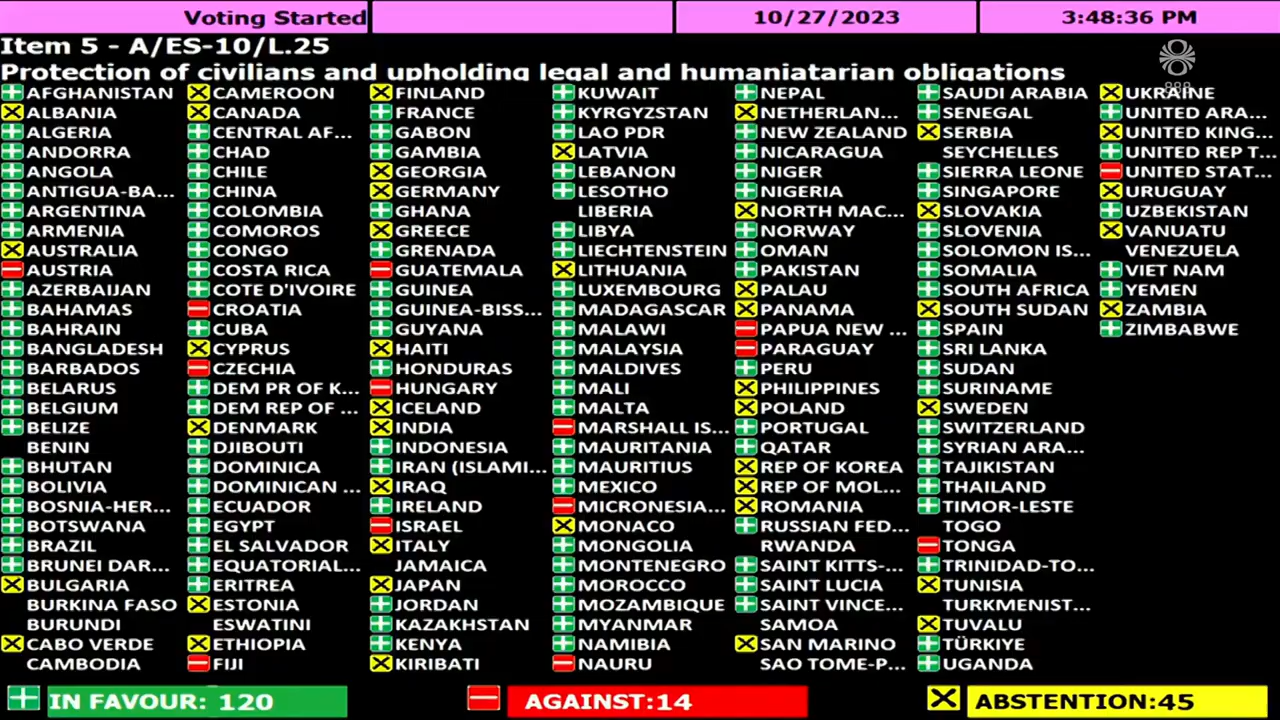 Voting Started 10/27/2023 3:48:36 PM
Item 5 - A/ES-10/L.25
Protection of civilians and upholding legal and humaniatarian obligations
AFGHANISTAN
ALBANIA
ALGERIA
ANDORRA
ANGOLA
ANTIGUA-BA...
ARGENTINA
ARMENIA
AUSTRALIA
AUSTRIA
AZERBAIJAN
BAHAMAS
BAHRAIN
BANGLADESH
BARBADOS
BELARUS
BELGIUM
BELIZE
BENIN
BHUTAN
BOLIVIA
BOSNIA-HER...
BOTSWANA
BRAZIL
BRUNEI DAR...
BULGARIA
BURKINA FASO
BURUNDI
CABO VERDE
CAMBODIA
CAMEROON
CANADA
CENTRAL AF...
CHAD
CHILE
CHINA
COLOMBIA
COMOROS
CONGO
COSTA RICA
COTE D'IVOIRE
CROATIA
CUBA
CYPRUS
CZECHIA
DEM PR OF K...
DEM REP OF ...
DENMARK
DJIBOUTI
DOMINICA
DOMINICAN ...
ECUADOR
EGYPT
EL SALVADOR
EQUATORIAL...
ERITREA
ESTONIA
ESWATINI
ETHIOPIA
FIJI
FINLAND
FRANCE
GABON
GAMBIA
GEORGIA
GERMANY
GHANA
GREECE
GRENADA
GUATEMALA
GUINEA
GUINEA-BISS...
GUYANA
HAITI
HONDURAS
HUNGARY
ICELAND
INDIA
INDONESIA
IRAN (ISLAMI...
IRAQ
IRELAND
ISRAEL
ITALY
JAMAICA
JAPAN
JORDAN
KAZAKHSTAN
KENYA
KIRIBATI
KUWAIT
KYRGYZSTAN
LAO PDR
LATVIA
LEBANON
LESOTHO
LIBERIA
LIBYA
LIECHTENSTEIN
LITHUANIA
LUXEMBOURG
MADAGASCAR
MALAWI
MALAYSIA
MALDIVES
MALI
MALTA
MARSHALL IS...
MAURITANIA
MAURITIUS
MEXICO
MICRONESIA...
MONACO
MONGOLIA
MONTENEGRO
MOROCCO
MOZAMBIQUE
MYANMAR
NAMIBIA
NAURU
NEPAL
NETHERLAN...
NEW ZEALAND
NICARAGUA
NIGER
NIGERIA
NORTH MAC...
NORWAY
OMAN
PAKISTAN
PALAU
PANAMA
PAPUA NEW ...
PARAGUAY
PERU
PHILIPPINES
POLAND
PORTUGAL
QATAR
REP OF KOREA
REP OF MOL...
ROMANIA
RUSSIAN FED...
RWANDA
SAINT KITTS-...
SAINT LUCIA
SAINT VINCE...
SAMOA
SAN MARINO
SAO TOME-P...
SAUDI ARABIA
SENEGAL
SERBIA
SEYCHELLES
SIERRA LEONE
SINGAPORE
SLOVAKIA
SLOVENIA
SOLOMON IS...
SOMALIA
SOUTH AFRICA
SOUTH SUDAN
SPAIN
SRI LANKA
SUDAN
SURINAME
SWEDEN
SWITZERLAND
SYRIAN ARA...
TAJIKISTAN
THAILAND
TIMOR-LESTE
TOGO
TONGA
TRINIDAD-TO...
TUNISIA
TURKMENIST...
TUVALU
TÜRKIYE
UGANDA
UKRAINE
UNITED ARA...
UNITED KING...
UNITED REP T...
UNITED STAT...
URUGUAY
UZBEKISTAN
VANUATU
VENEZUELA
VIET NAM
YEMEN
ZAMBIA
ZIMBABWE
IN FAVOUR: 120 AGAINST:14 ABSTENTION:45